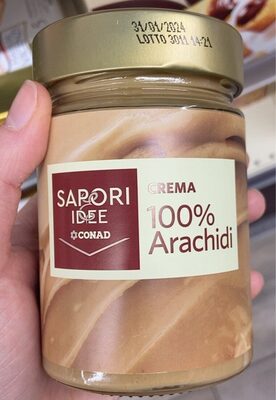 31/01/2024
LOTTO 3011 14:21
SAPORI
&
IDEE
CONAD
CREMA
100%
Arachidi